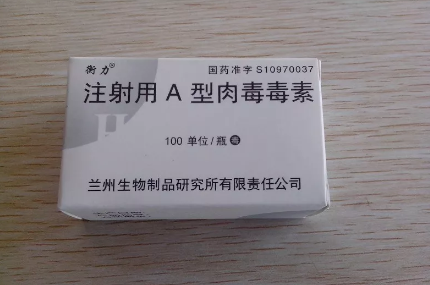 衡力® 国药准字 S10970037
注射用 A 型肉毒毒素
100 单位/瓶 毒
兰州生物制品研究所有限责任公司